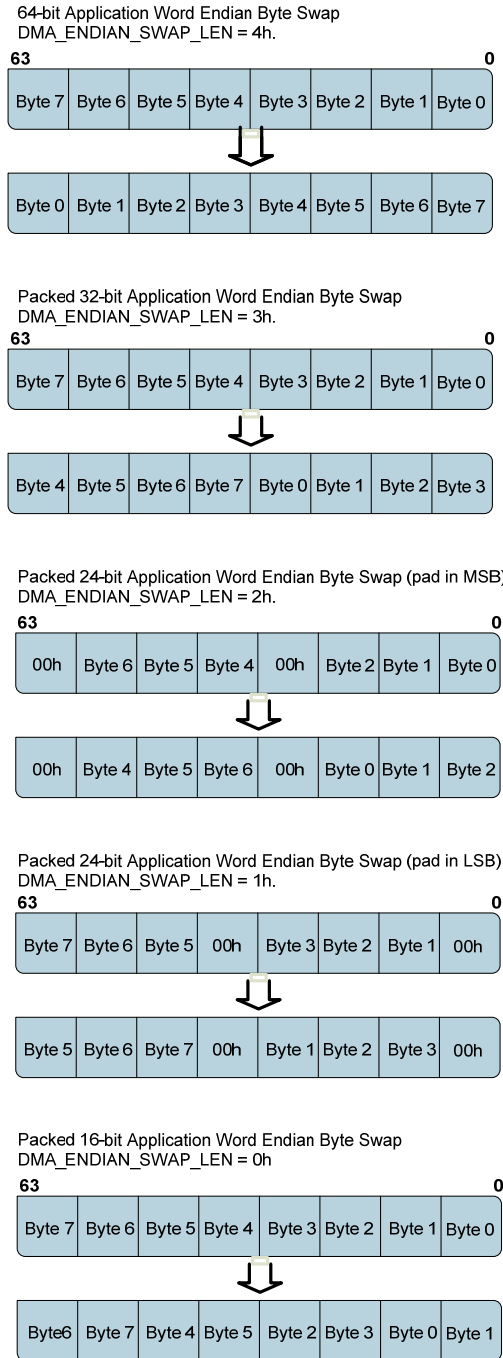 64-bit Application Word Endian Byte Swap
DMA_ENDIAN_SWAP_LEN = 4h.
63 0
Byte 7 Byte 6 Byte 5 Byte 4 Byte 3 Byte 2 Byte 1 Byte 0
Byte 0 Byte 1 Byte 2 Byte 3 Byte 4 Byte 5 Byte 6 Byte 7
Packed 32-bit Application Word Endian Byte Swap
DMA_ENDIAN_SWAP_LEN = 3h.
63 0
Byte 7 Byte 6 Byte 5 Byte 4 Byte 3 Byte 2 Byte 1 Byte 0
Byte 4 Byte 5 Byte 6 Byte 7 Byte 0 Byte 1 Byte 2 Byte 3
Packed 24-bit Application Word Endian Byte Swap (pad in MSB)
DMA_ENDIAN_SWAP_LEN = 2h.
63 0
00h Byte 6 Byte 5 Byte 4 00h Byte 2 Byte 1 Byte 0
00h Byte 4 Byte 5 Byte 6 00h Byte 0 Byte 1 Byte 2
Packed 24-bit Application Word Endian Byte Swap (pad in LSB)
DMA_ENDIAN_SWAP_LEN = 1h.
63 0
Byte 7 Byte 6 Byte 5 00h Byte 3 Byte 2 Byte 1 00h
Byte 5 Byte 6 Byte 7 00h Byte 1 Byte 2 Byte 3 00h
Packed 16-bit Application Word Endian Byte Swap
DMA_ENDIAN_SWAP_LEN = 0h
63 0
Byte 7 Byte 6 Byte 5 Byte 4 Byte 3 Byte 2 Byte 1 Byte 0
Byte6 Byte 7 Byte 4 Byte 5 Byte 2 Byte 3 Byte 0 Byte 1